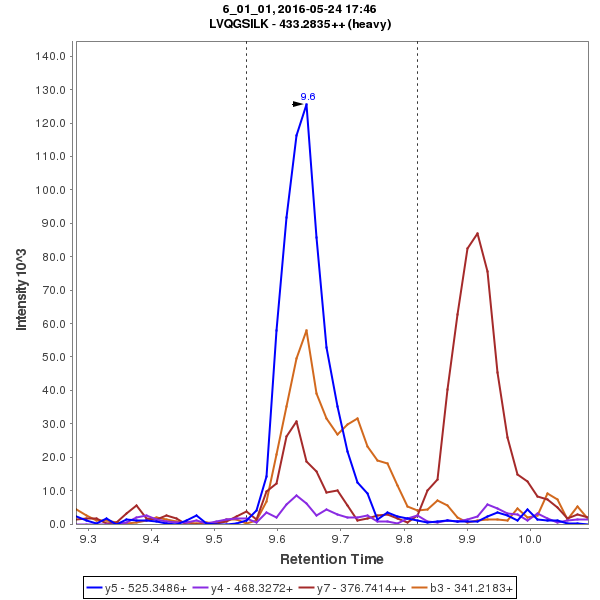 6_01_01, 2016-05-24 17:46
LVQGSILK - 433.2835++ (heavy)
140.0
130.0
120.0
110.0
100.0
90.0
80.0
70.0
60.0
50.0
40.0
30.0
20.0
10.0
0.0
Intensity 10^3
9.6
9.3 9.4 9.5 9.6 9.7 9.8 9.9 10.0
Retention Time
y5 - 525.3486+ y4 - 468.3272+ y7 - 376.7414++ b3 - 341.2183+